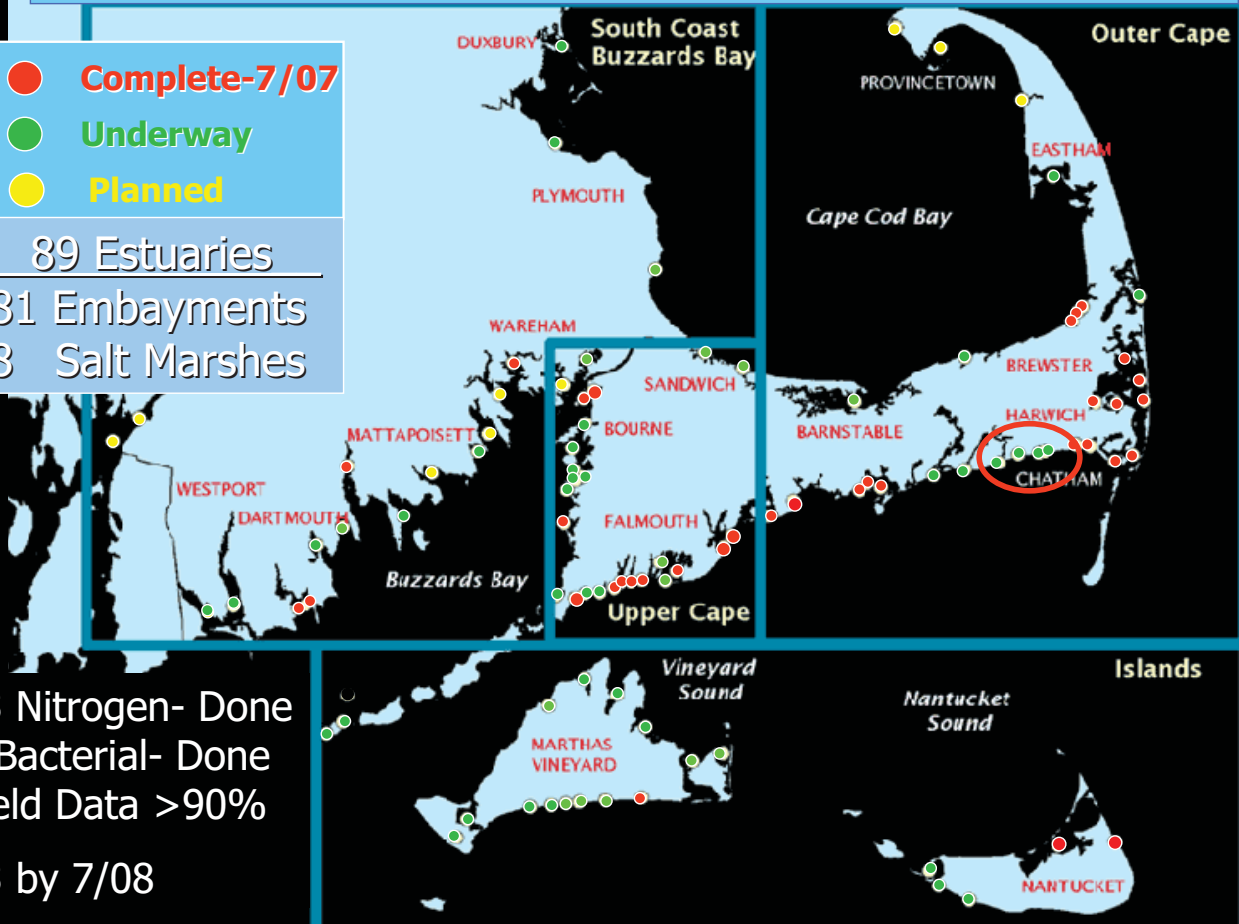 South Coast
Buzzards Bay
Outer Cape
DUXBURY
Complete-7/07
Underway
Planned
89 Estuaries
Embayments
Salt Marshes
PROVINCETOWN
EASTHAM
PLYMOUTH
Cape Cod Bay
WAREHAM
SANDWICH
BREWSTER
HARWICH
BOURNE
BARNSTABLE
MATTAPOISETT
CHATHAM
WESTPORT
DARTMOUTH
FALMOUTH
Buzzards Bay
Upper Cape
Vineyard
Sound
Islands
Nantucket
Sound
Nitrogen- Done
Bacterial- Done
Data >90%
by 7/08
MARTHAS
VINEYARD
NANTUCKET